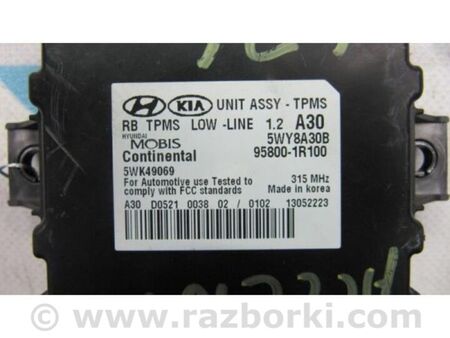 HYUNDAI KIA UNIT ASSY - TPMS
RB TPMS LOW -LINE 1.2 A30
HYUNDAI MOBIS 5WY8A30B
Continental 95800-1R100
5WK49069
For Automotive use Tested to 315 MHz
comply with FCC standards Made in korea
A30 D0521 0038 02 / 0102 13052223
www.razborki.com